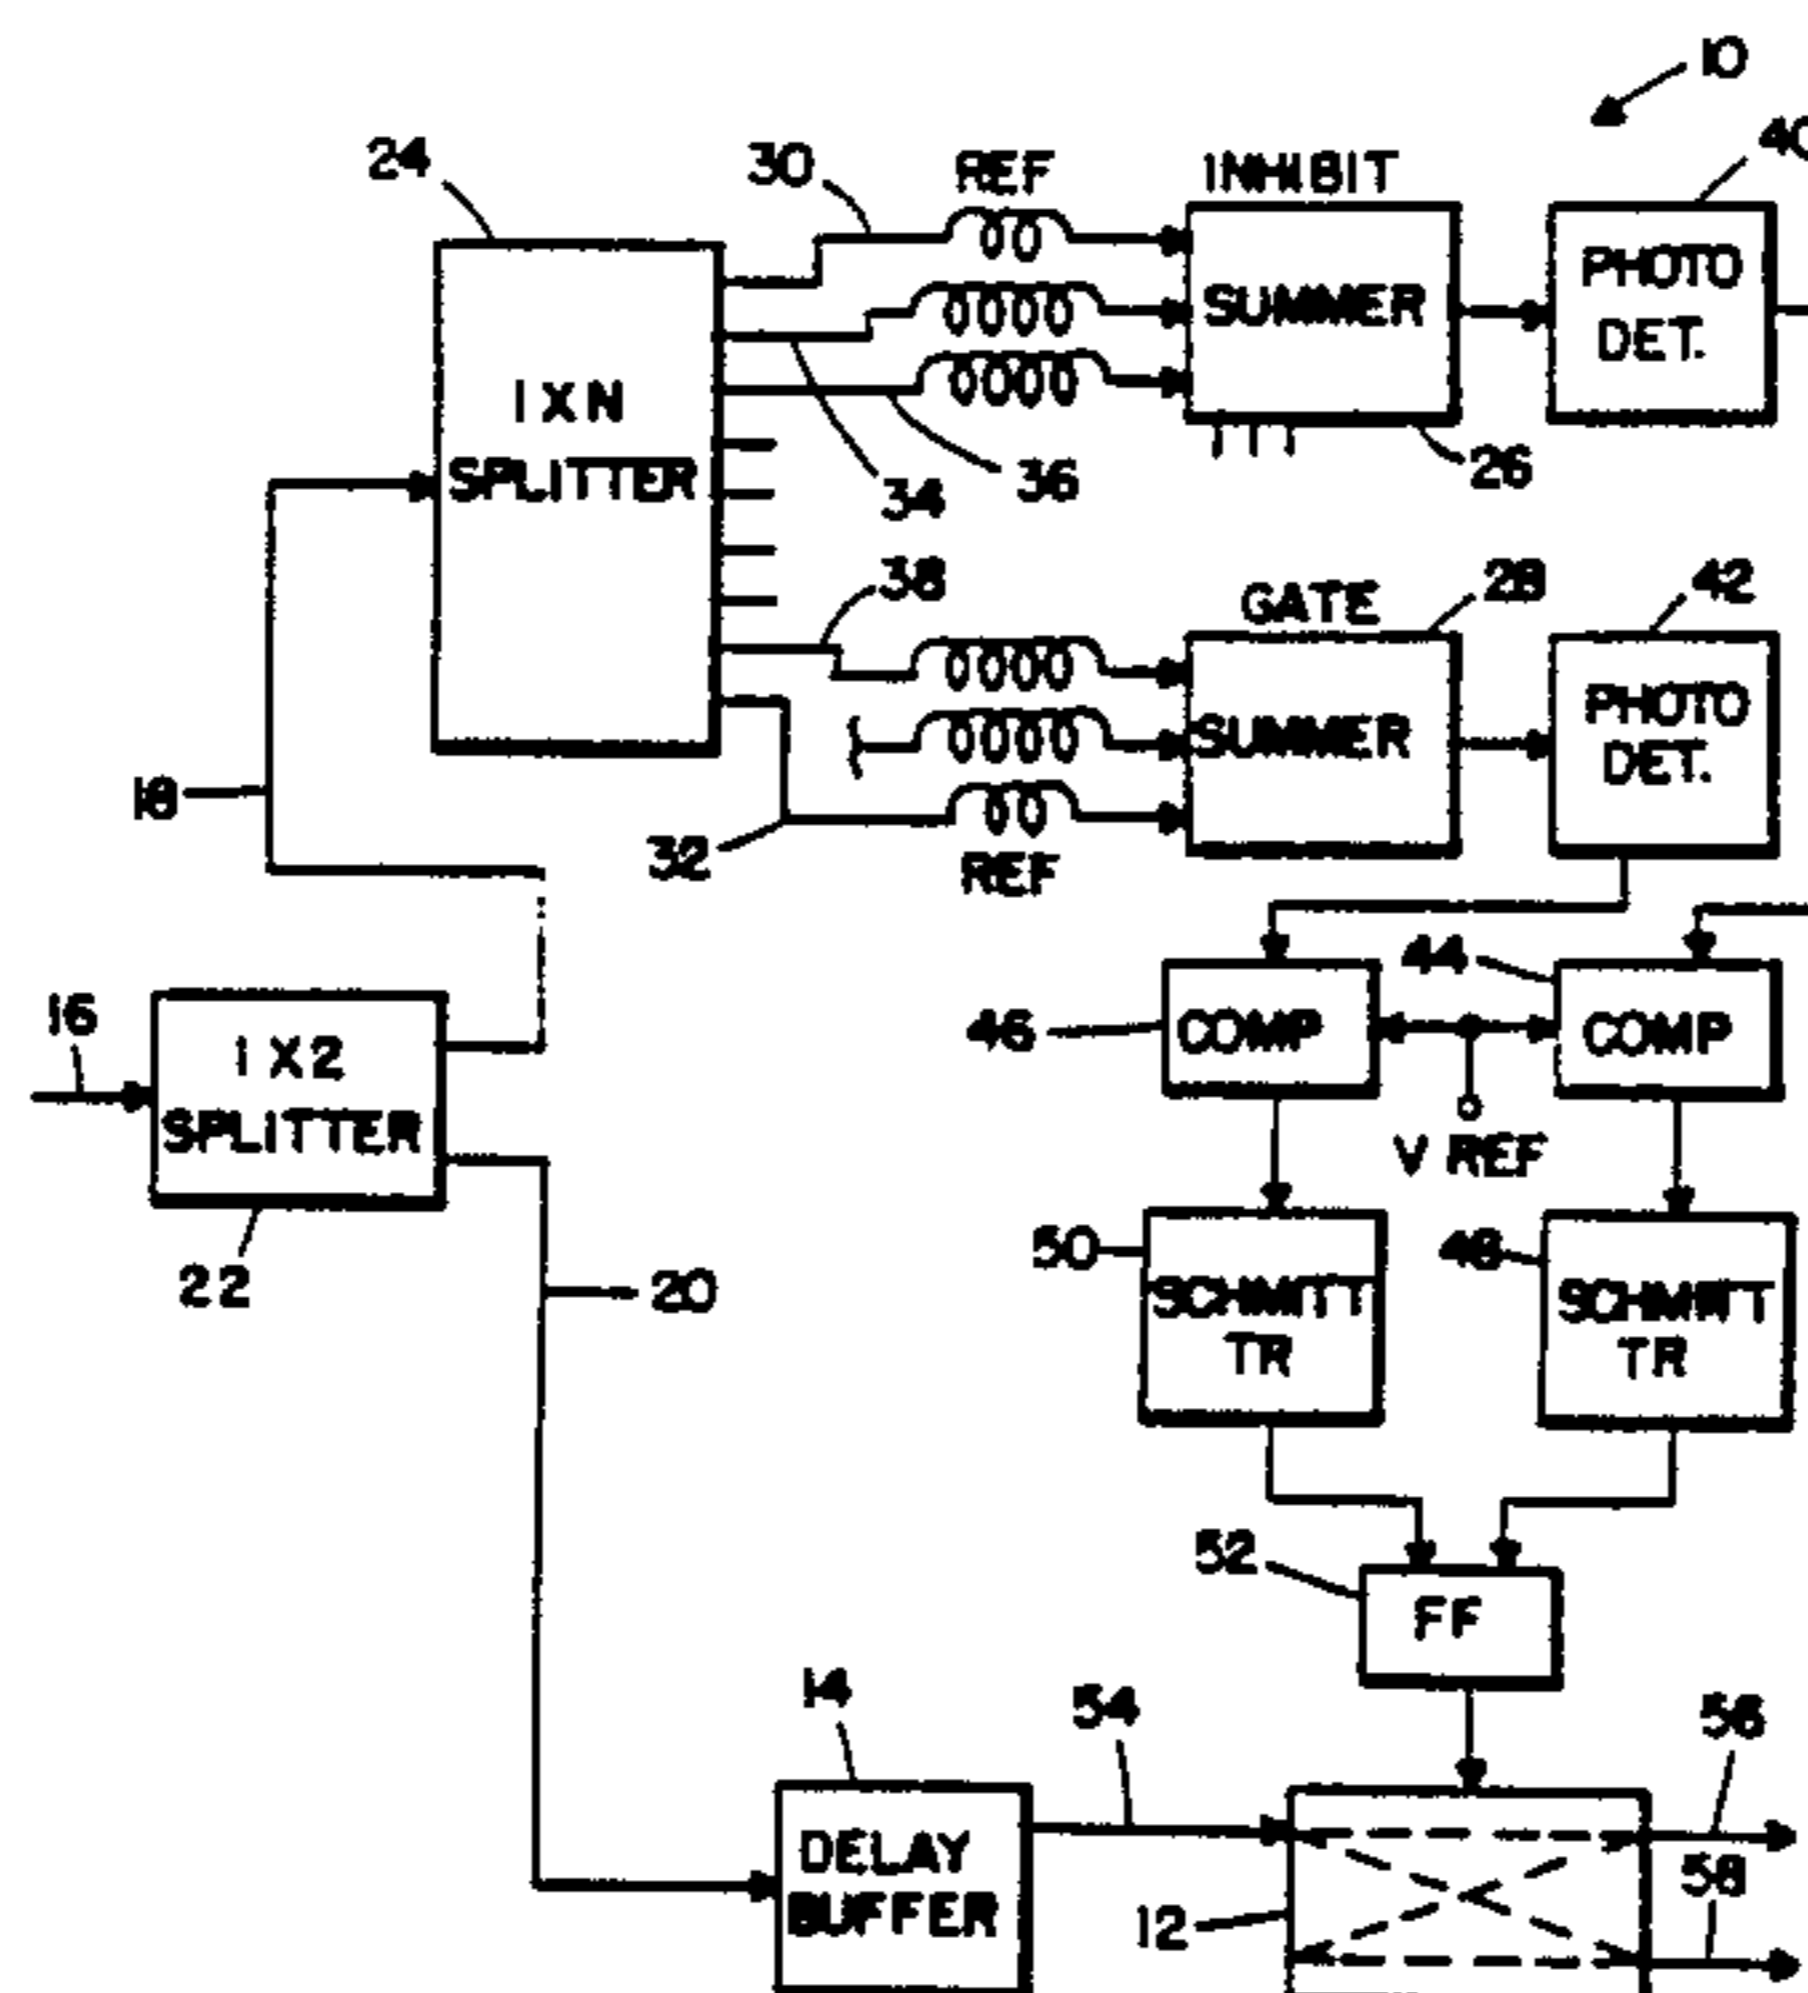 10
24
30
REF
INHIBIT
40
SUMMER
PHOTO
DET.
1XN
SPLITTER
34
36
26
38
GATE
28
42
SUMMER
PHOTO
DET.
18
32
REF
44
16
46
COMP
COMP
1X2
SPLITTER
V REF
22
20
50
48
SCHMITT
TR
SCHMITT
TR
52
FF
14
54
56
DELAY
BUFFER
58
12